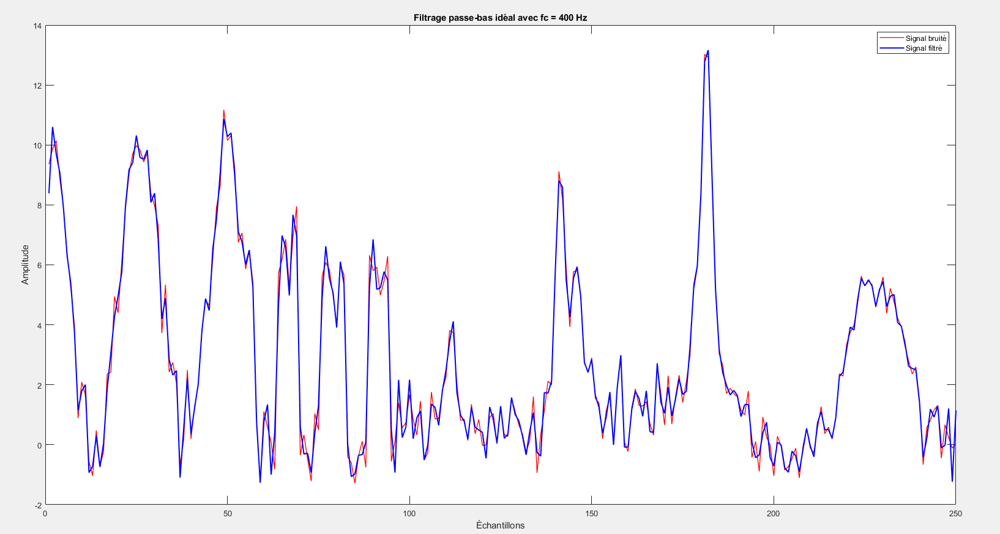 Filtrage passe-bas idéal avec fc = 400 Hz
14
12
10
8
6
4
2
0
-2
Amplitude
Signal bruité
Signal filtré
0 50 100 150 200 250
Échantillons